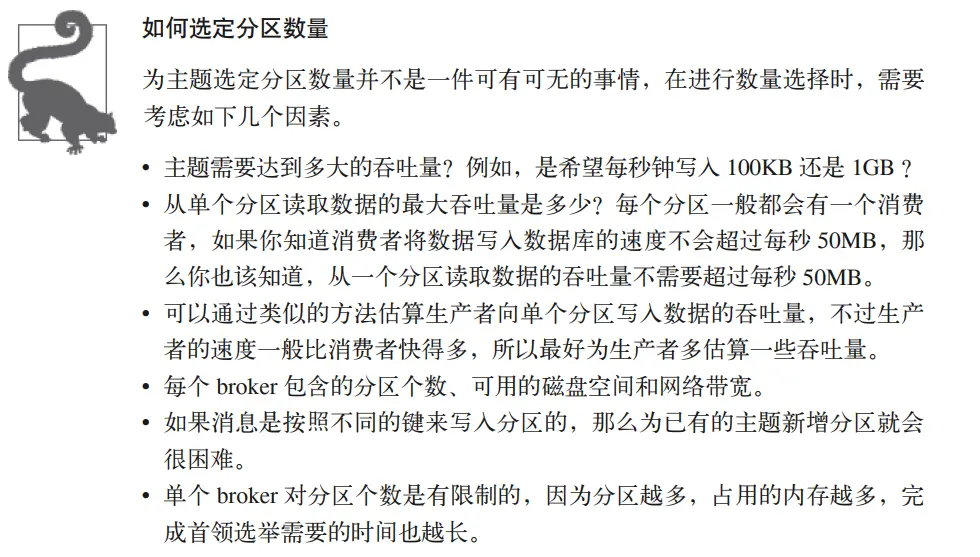 如何选定分区数量
为主题选定分区数量并不是一件可有可无的事情，在进行数量选择时，需要
考虑如下几个因素。
• 主题需要达到多大的吞吐量？例如，是希望每秒钟写入 100KB 还是 1GB ？
• 从单个分区读取数据的最大吞吐量是多少？每个分区一般都会有一个消费
者，如果你知道消费者将数据写入数据库的速度不会超过每秒 50MB，那
么你也该知道，从一个分区读取数据的吞吐量不需要超过每秒 50MB。
• 可以通过类似的方法估算生产者向单个分区写入数据的吞吐量，不过生产
者的速度一般比消费者快得多，所以最好为生产者多估算一些吞吐量。
• 每个 broker 包含的分区个数、可用的磁盘空间和网络带宽。
• 如果消息是按照不同的键来写入分区的，那么为已有的主题新增分区就会
很困难。
• 单个 broker 对分区个数是有限制的，因为分区越多，占用的内存越多，完
成首领选举需要的时间也越长。